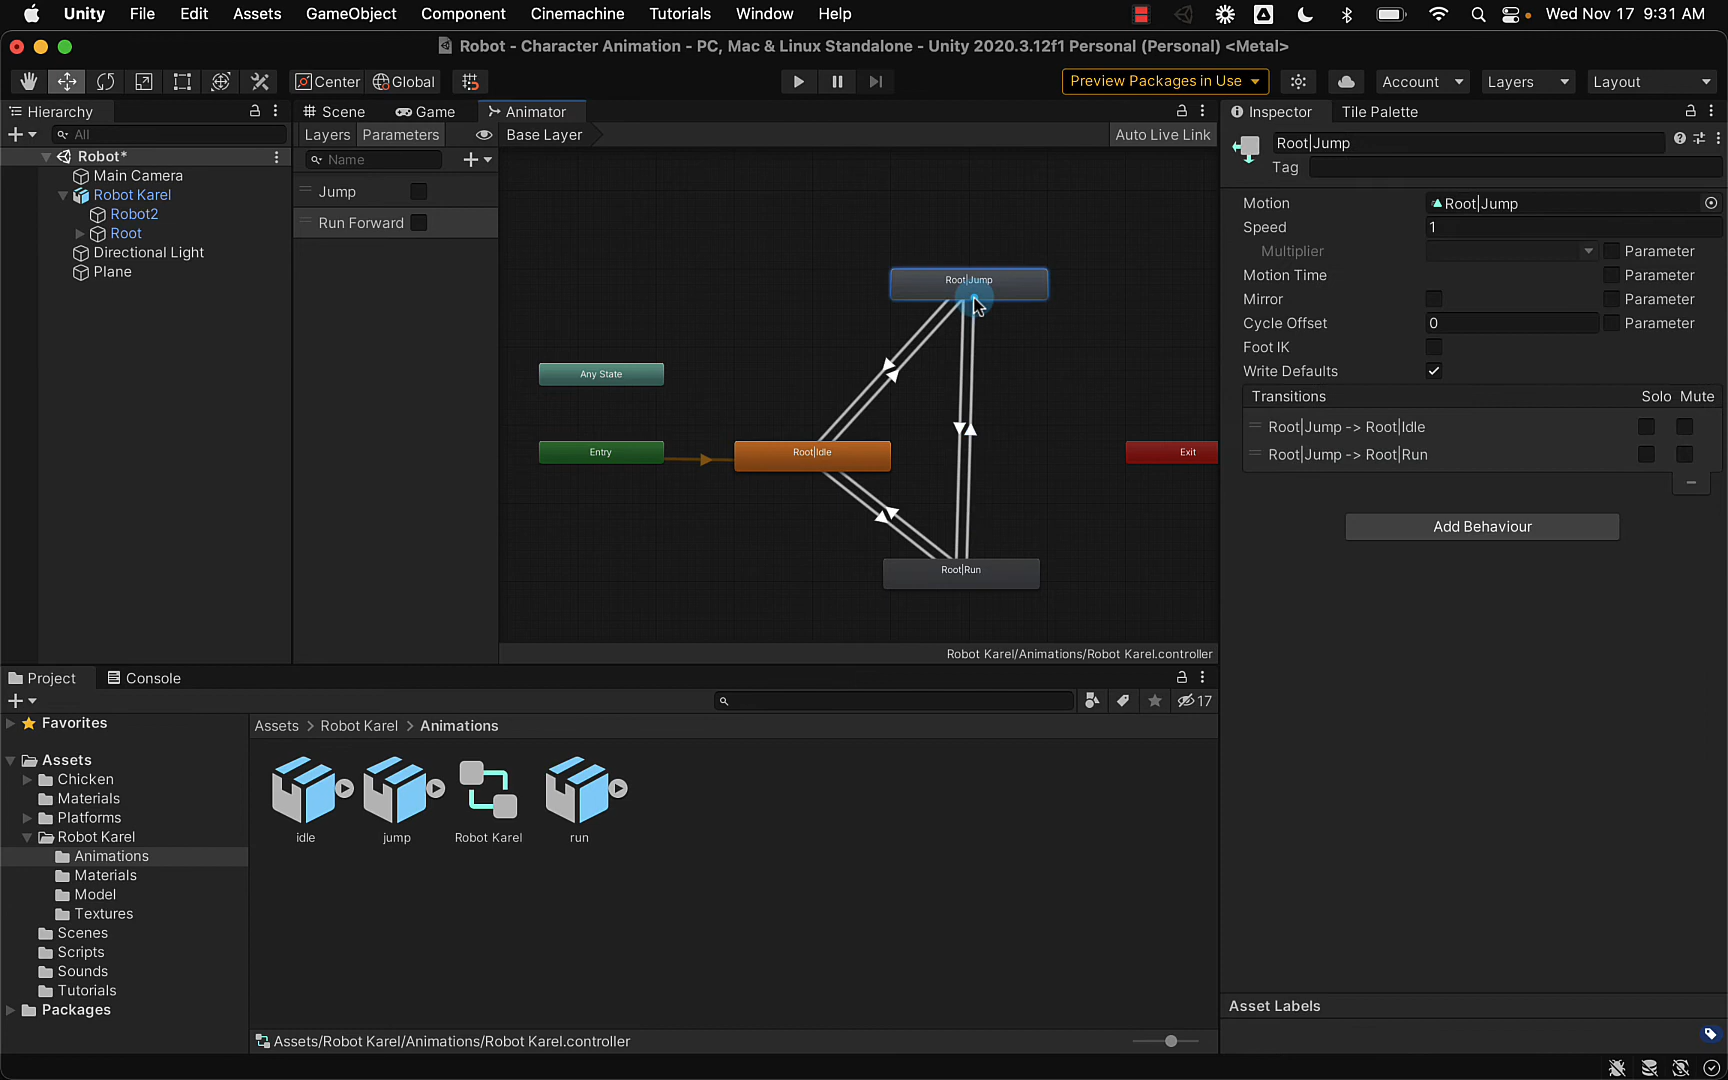 Unity File Edit Assets GameObject Component Cinemachine Tutorials Window Help Wed Nov 17 9:31 AM
Robot - Character Animation - PC, Mac & Linux Standalone - Unity 2020.3.12f1 Personal (Personal) <Metal>
Center Global Preview Packages in Use Account Layers Layout
Hierarchy
All
Robot*
Main Camera
Robot Karel
Robot2
Root
Directional Light
Plane
Scene Game Animator
Layers Parameters Base Layer Auto Live Link
Name
Jump
Run Forward
Root|Jump
Any State
Entry
Root|Idle
Exit
Root|Run
Robot Karel/Animations/Robot Karel.controller
Inspector Tile Palette
Root|Jump
Tag
Motion Root|Jump
Speed 1
Multiplier Parameter
Motion Time Parameter
Mirror Parameter
Cycle Offset 0 Parameter
Foot IK
Write Defaults
Transitions Solo Mute
Root|Jump -> Root|Idle
Root|Jump -> Root|Run
Add Behaviour
Asset Labels
Project Console
17
Favorites
Assets
Chicken
Materials
Platforms
Robot Karel
Animations
Materials
Model
Textures
Scenes
Scripts
Sounds
Tutorials
Packages
Assets > Robot Karel > Animations
idle jump Robot Karel run
Assets/Robot Karel/Animations/Robot Karel.controller